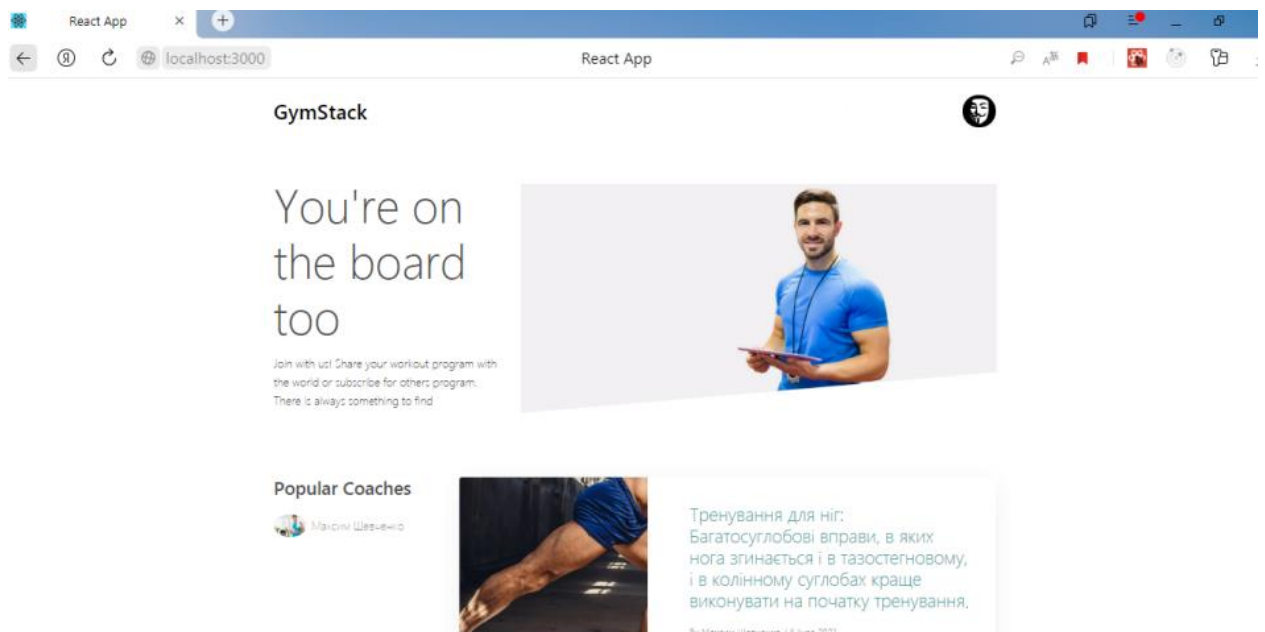 React App
localhost:3000
React App
GymStack
You're on
the board
too
Join with us! Share your workout program with
the world or subscribe for others program.
There is always something to find
Popular Coaches
Максим Шевченко
Тренування для ніг:
Багатосуглобові вправи, в яких
нога згинається і в тазостегновому,
і в колінному суглобах краще
виконувати на початку тренування.